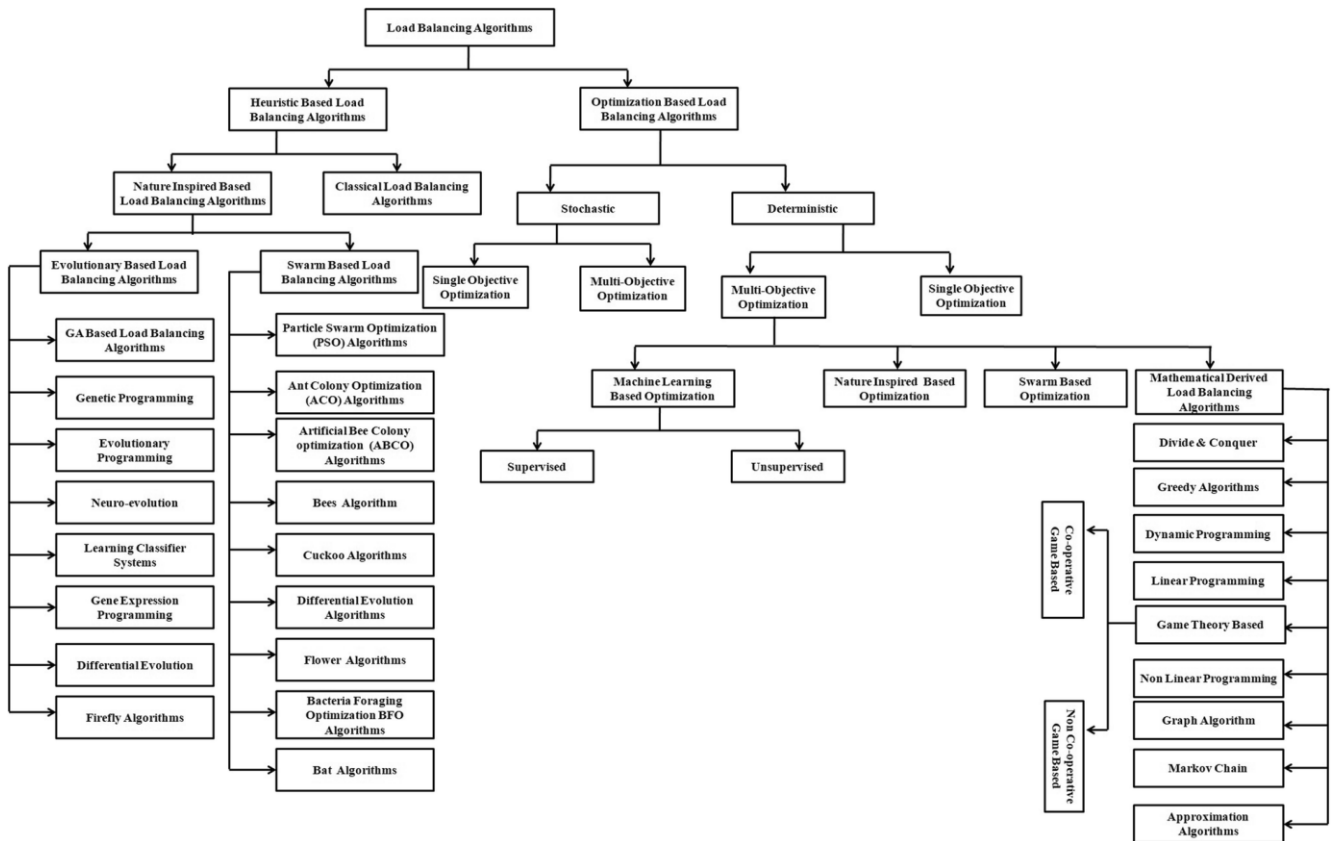 Load Balancing Algorithms
Heuristic Based Load
Balancing Algorithms
Optimization Based Load
Balancing Algorithms
Nature Inspired Based
Load Balancing Algorithms
Classical Load Balancing
Algorithms
Stochastic
Deterministic
Evolutionary Based Load
Balancing Algorithms
Swarm Based Load
Balancing Algorithms
Single Objective
Optimization
Multi-Objective
Optimization
Multi-Objective
Optimization
Single Objective
Optimization
GA Based Load Balancing
Algorithms
Genetic Programming
Evolutionary
Programming
Neuro-evolution
Learning Classifier
Systems
Gene Expression
Programming
Differential Evolution
Firefly Algorithms
Particle Swarm Optimization
(PSO) Algorithms
Ant Colony Optimization
(ACO) Algorithms
Artificial Bee Colony
optimization (ABCO)
Algorithms
Bees Algorithm
Cuckoo Algorithms
Differential Evolution
Algorithms
Flower Algorithms
Bacteria Foraging
Optimization BFO
Algorithms
Bat Algorithms
Machine Learning
Based Optimization
Nature Inspired Based
Optimization
Swarm Based
Optimization
Mathematical Derived
Load Balancing
Algorithms
Supervised
Unsupervised
Divide & Conquer
Greedy Algorithms
Dynamic Programming
Linear Programming
Game Theory Based
Non Linear Programming
Graph Algorithm
Markov Chain
Approximation
Algorithms
Co-operative
Game Based
Non Co-operative
Game Based